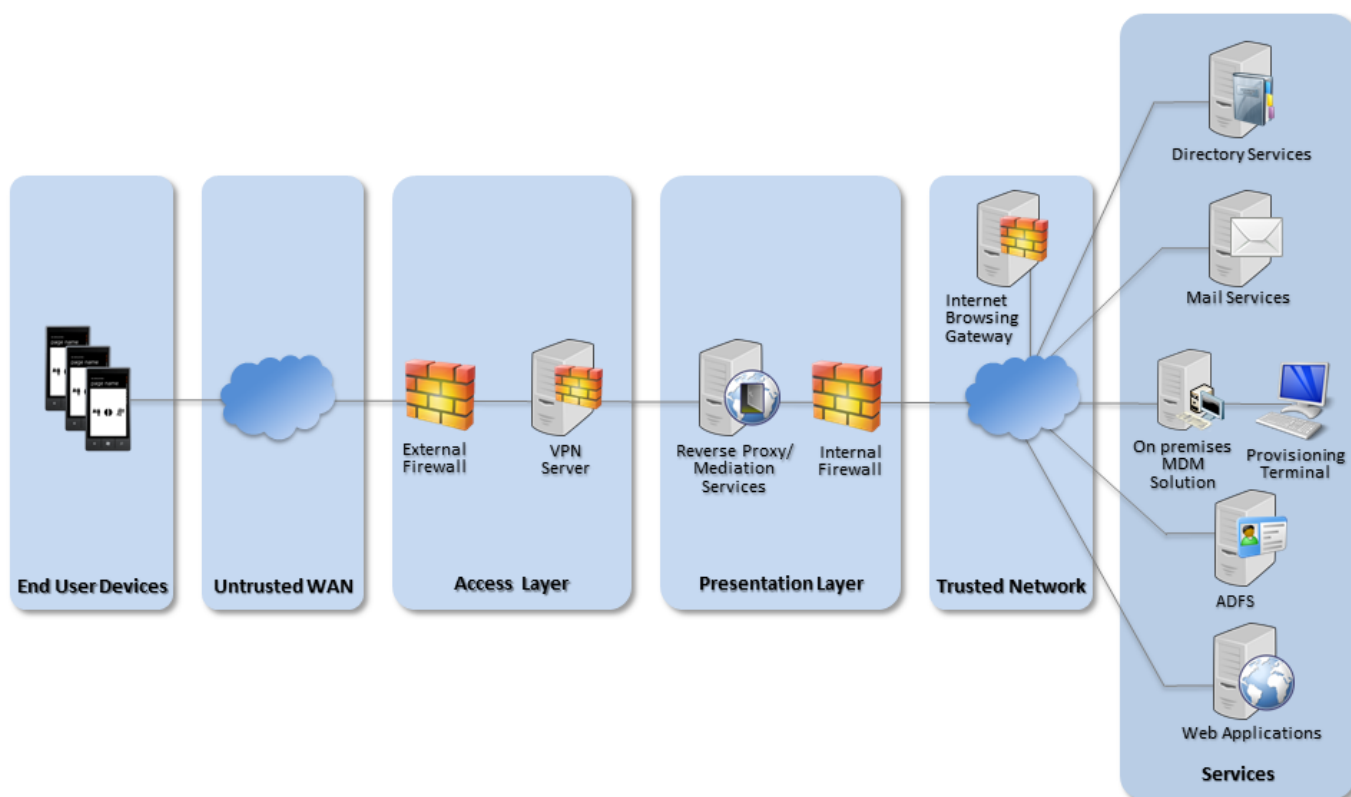 End User Devices
Untrusted WAN
External
Firewall
VPN
Server
Access Layer
Reverse Proxy/
Mediation
Services
Internal
Firewall
Presentation Layer
Internet
Browsing
Gateway
Trusted Network
Directory Services
Mail Services
On premises
MDM
Solution
Provisioning
Terminal
ADFS
Web Applications
Services
page name